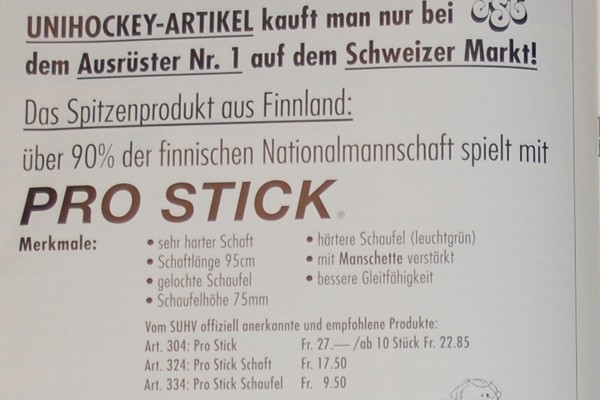 UNIHOCKEY-ARTIKEL kauft man nur bei
dem Ausrüster Nr. 1 auf dem Schweizer Markt!
Das Spitzenprodukt aus Finnland:
über 90% der finnischen Nationalmannschaft spielt mit
PRO STICK®
Merkmale:
• sehr harter Schaft
• Schaftlänge 95cm
• gelochte Schaufel
• Schaufelhöhe 75mm
• härtere Schaufel (leuchtgrün)
• mit Manschette verstärkt
• bessere Gleitfähigkeit
Vom SUHV offiziell anerkannte und empfohlene Produkte:
Art. 304: Pro Stick Fr. 27.— /ab 10 Stück Fr. 22.85
Art. 324: Pro Stick Schaft Fr. 17.50
Art. 334: Pro Stick Schaufel Fr. 9.50